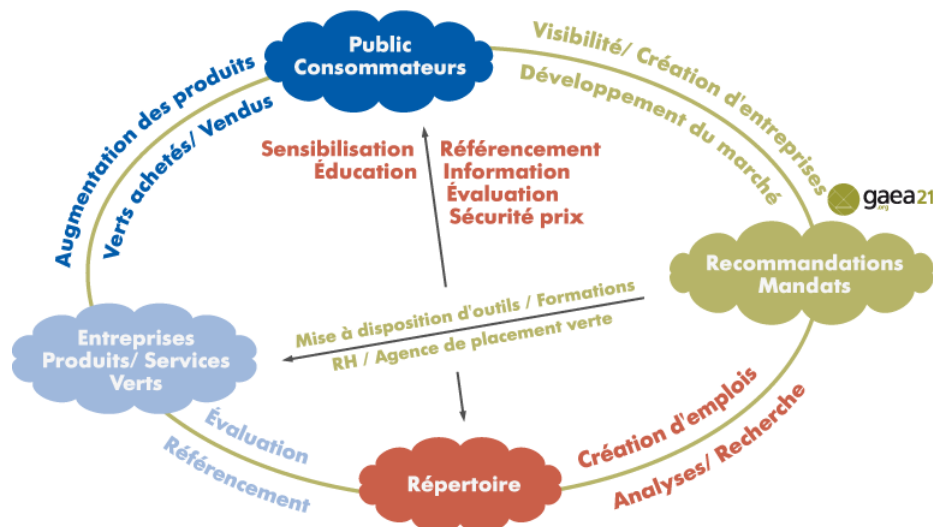 Public
Consommateurs
Visibilité/ Création d'entreprises
Développement du marché
Augmentation des produits
Verts achetés/ Vendus
Sensibilisation
Éducation
Référencement
Information
Évaluation
Sécurité prix
gaea21
.org
Recommandations
Mandats
Mise à disposition d'outils / Formations
RH / Agence de placement verte
Entreprises
Produits/ Services
Verts
Évaluation
Référencement
Répertoire
Création d'emplois
Analyses/ Recherche